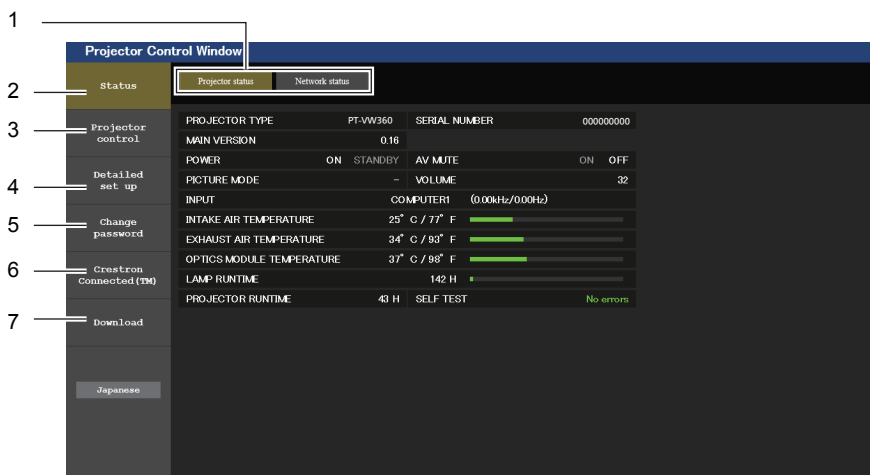 1
Projector Control Window
2
Status
Projector status Network status
3
Projector
control
PROJECTOR TYPE PT-VW360 SERIAL NUMBER 000000000
MAIN VERSION 0.16
POWER ON STANDBY AV MUTE ON OFF
4
Detailed
set up
PICTURE MODE – VOLUME 32
INPUT COMPUTER1 (0.00kHz/0.00Hz)
5
Change
password
INTAKE AIR TEMPERATURE 25° C / 77° F
EXHAUST AIR TEMPERATURE 34° C / 93° F
OPTICS MODULE TEMPERATURE 37° C / 98° F
6
Crestron
Connected(TM)
LAMP RUNTIME 142 H
PROJECTOR RUNTIME 43 H SELF TEST No errors
7
Download
Japanese